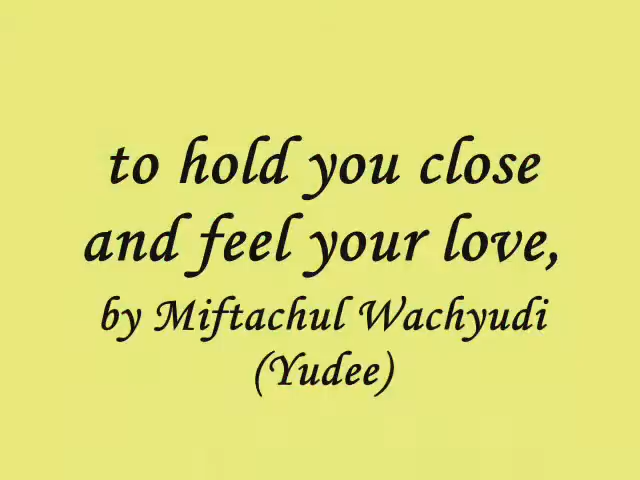 to hold you close
and feel your love,
by Miftachul Wachyudi
(Yudee)